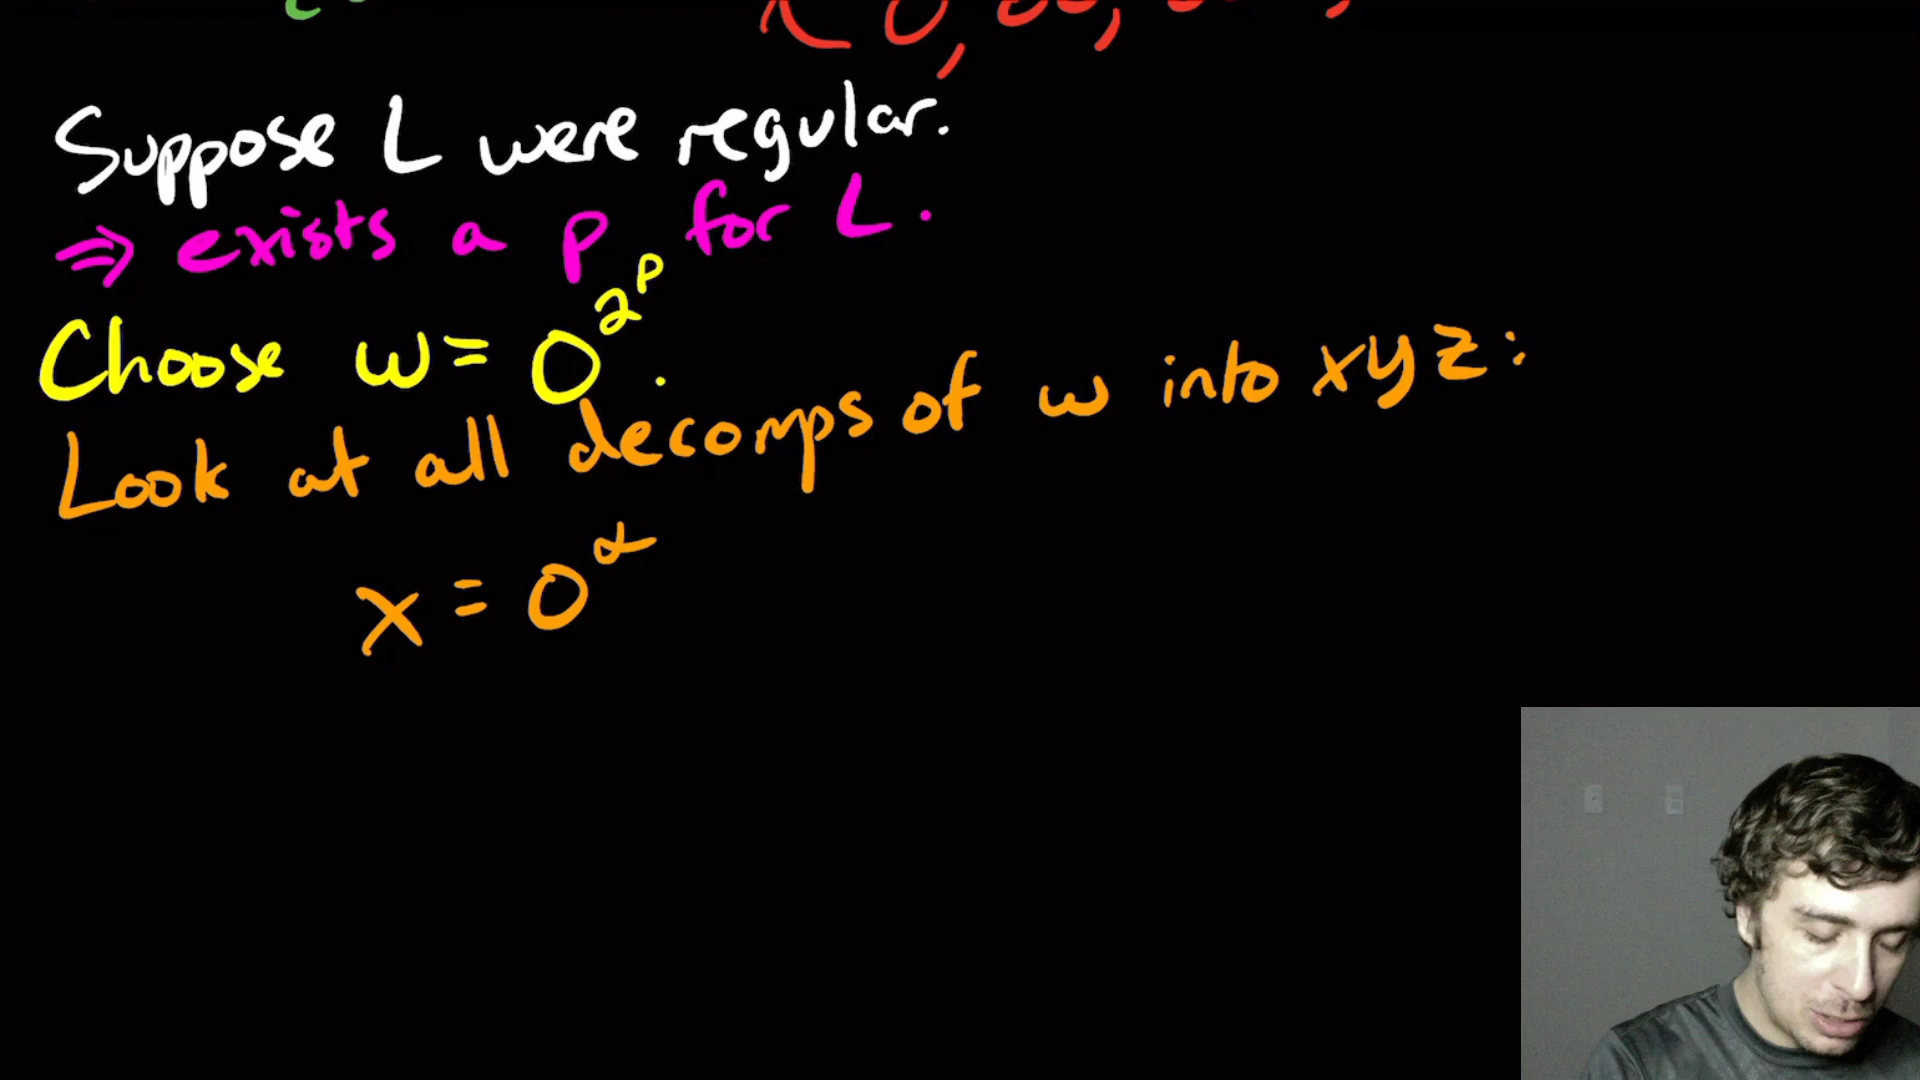 Suppose L were regular.
⇒ exists a p for L.
Choose w = 0^{2^p}.
Look at all decomps of w into xyz:
x = 0^α